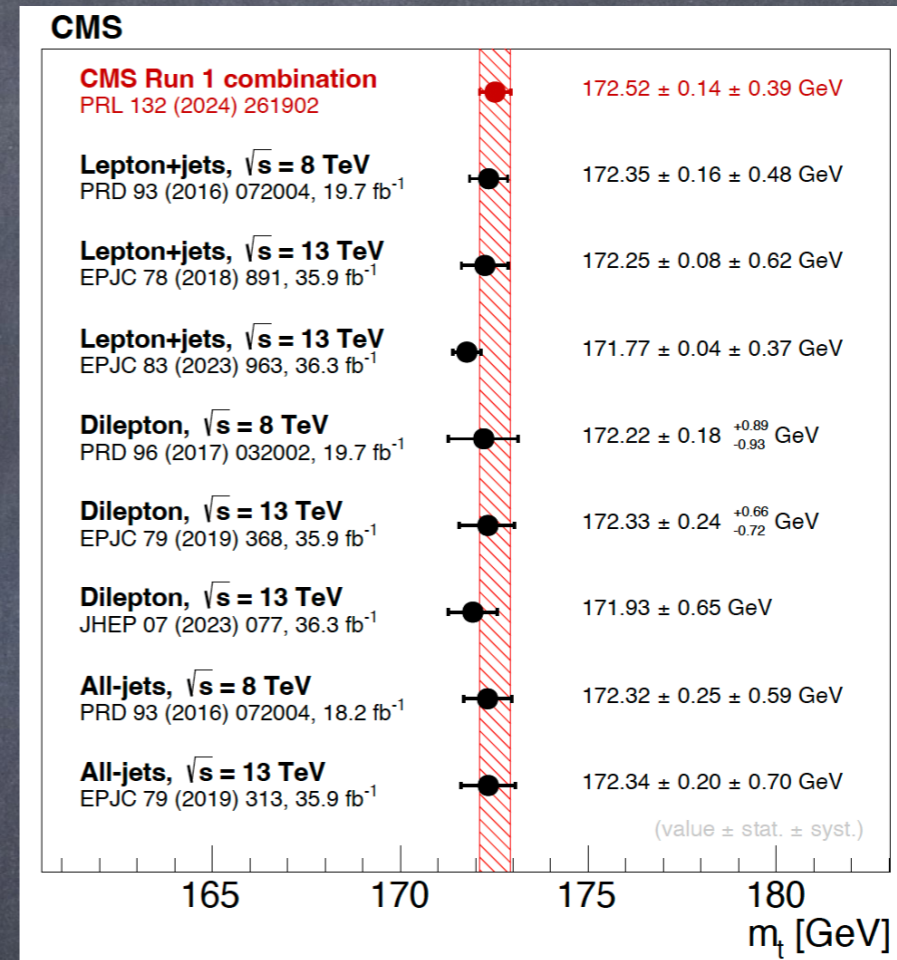 CMS
CMS Run 1 combination
PRL 132 (2024) 261902
172.52 ± 0.14 ± 0.39 GeV
Lepton+jets, √s = 8 TeV
PRD 93 (2016) 072004, 19.7 fb⁻¹
172.35 ± 0.16 ± 0.48 GeV
Lepton+jets, √s = 13 TeV
EPJC 78 (2018) 891, 35.9 fb⁻¹
172.25 ± 0.08 ± 0.62 GeV
Lepton+jets, √s = 13 TeV
EPJC 83 (2023) 963, 36.3 fb⁻¹
171.77 ± 0.04 ± 0.37 GeV
Dilepton, √s = 8 TeV
PRD 96 (2017) 032002, 19.7 fb⁻¹
172.22 ± 0.18 +0.89 -0.93 GeV
Dilepton, √s = 13 TeV
EPJC 79 (2019) 368, 35.9 fb⁻¹
172.33 ± 0.24 +0.66 -0.72 GeV
Dilepton, √s = 13 TeV
JHEP 07 (2023) 077, 36.3 fb⁻¹
171.93 ± 0.65 GeV
All-jets, √s = 8 TeV
PRD 93 (2016) 072004, 18.2 fb⁻¹
172.32 ± 0.25 ± 0.59 GeV
All-jets, √s = 13 TeV
EPJC 79 (2019) 313, 35.9 fb⁻¹
172.34 ± 0.20 ± 0.70 GeV
(value ± stat. ± syst.)
165 170 175 180
mₜ [GeV]